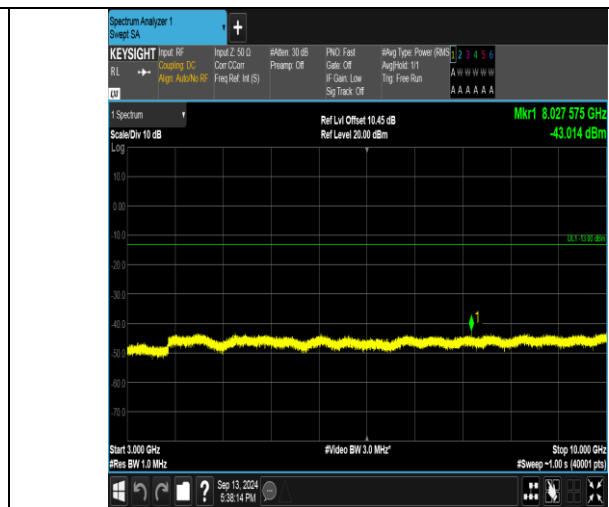 Spectrum Analyzer 1
Swept SA
+
KEYSIGHT Input: RF Input Z: 50 Ω #Atten: 30 dB PNO: Fast #Avg Type: Power (RMS 1 2 3 4 5 6
RL Coupling: DC Corr CCorr Preamp: Off Gate: Off Avg|Hold: 1/1 A W W W W W
Align: Auto/No RF Freq Ref: Int (S) IF Gain: Low Trig: Free Run
Sig Track: Off A A A A A A
LXI
1 Spectrum Ref Lvl Offset 10.45 dB Mkr1 8.027 575 GHz
Scale/Div 10 dB Ref Level 20.00 dBm -43.014 dBm
Log
10.0
0.00
-10.0
DL1 -13.00 dBm
-20.0
-30.0
-40.0
1
-50.0
-60.0
-70.0
Start 3.000 GHz #Video BW 3.0 MHz* Stop 10.000 GHz
#Res BW 1.0 MHz #Sweep ~1.00 s (40001 pts)
? Sep 13, 2024
5:38:14 PM